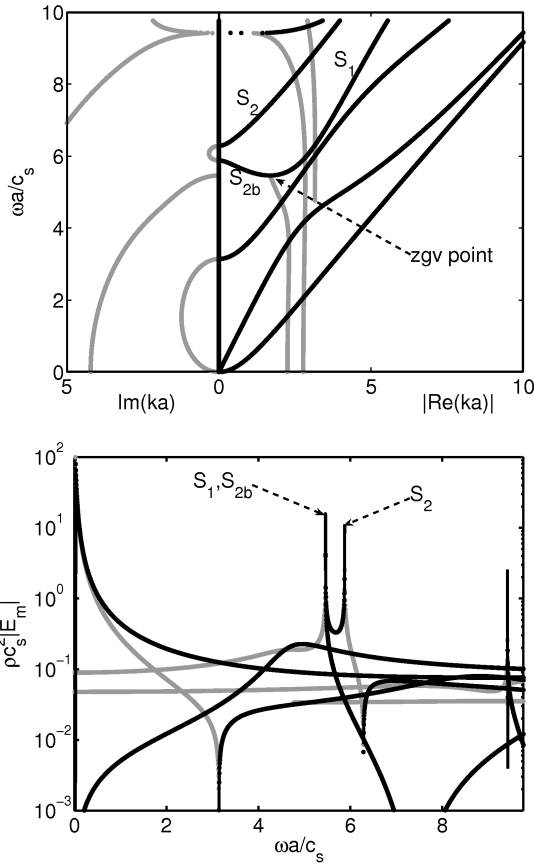 10
8
6
4
2
0
ωa/c_s
S_2
S_1
S_2b
zgv point
5
0
5
10
Im(ka)
|Re(ka)|
10^2
10^1
10^0
10^-1
10^-2
10^-3
ρc_s^2|E_m|
S_1,S_2b
S_2
0
2
4
6
8
ωa/c_s